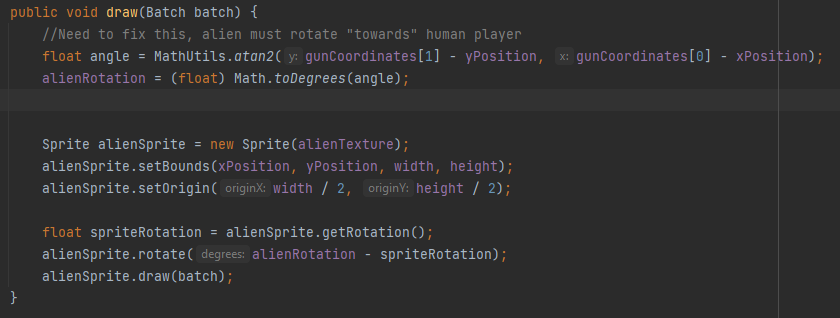 public void draw(Batch batch) {
//Need to fix this, alien must rotate "towards" human player
float angle = MathUtils.atan2( y: gunCoordinates[1] - yPosition, x: gunCoordinates[0] - xPosition);
alienRotation = (float) Math.toDegrees(angle);
Sprite alienSprite = new Sprite(alienTexture);
alienSprite.setBounds(xPosition, yPosition, width, height);
alienSprite.setOrigin( originX: width / 2, originY: height / 2);
float spriteRotation = alienSprite.getRotation();
alienSprite.rotate( degrees: alienRotation - spriteRotation);
alienSprite.draw(batch);
}